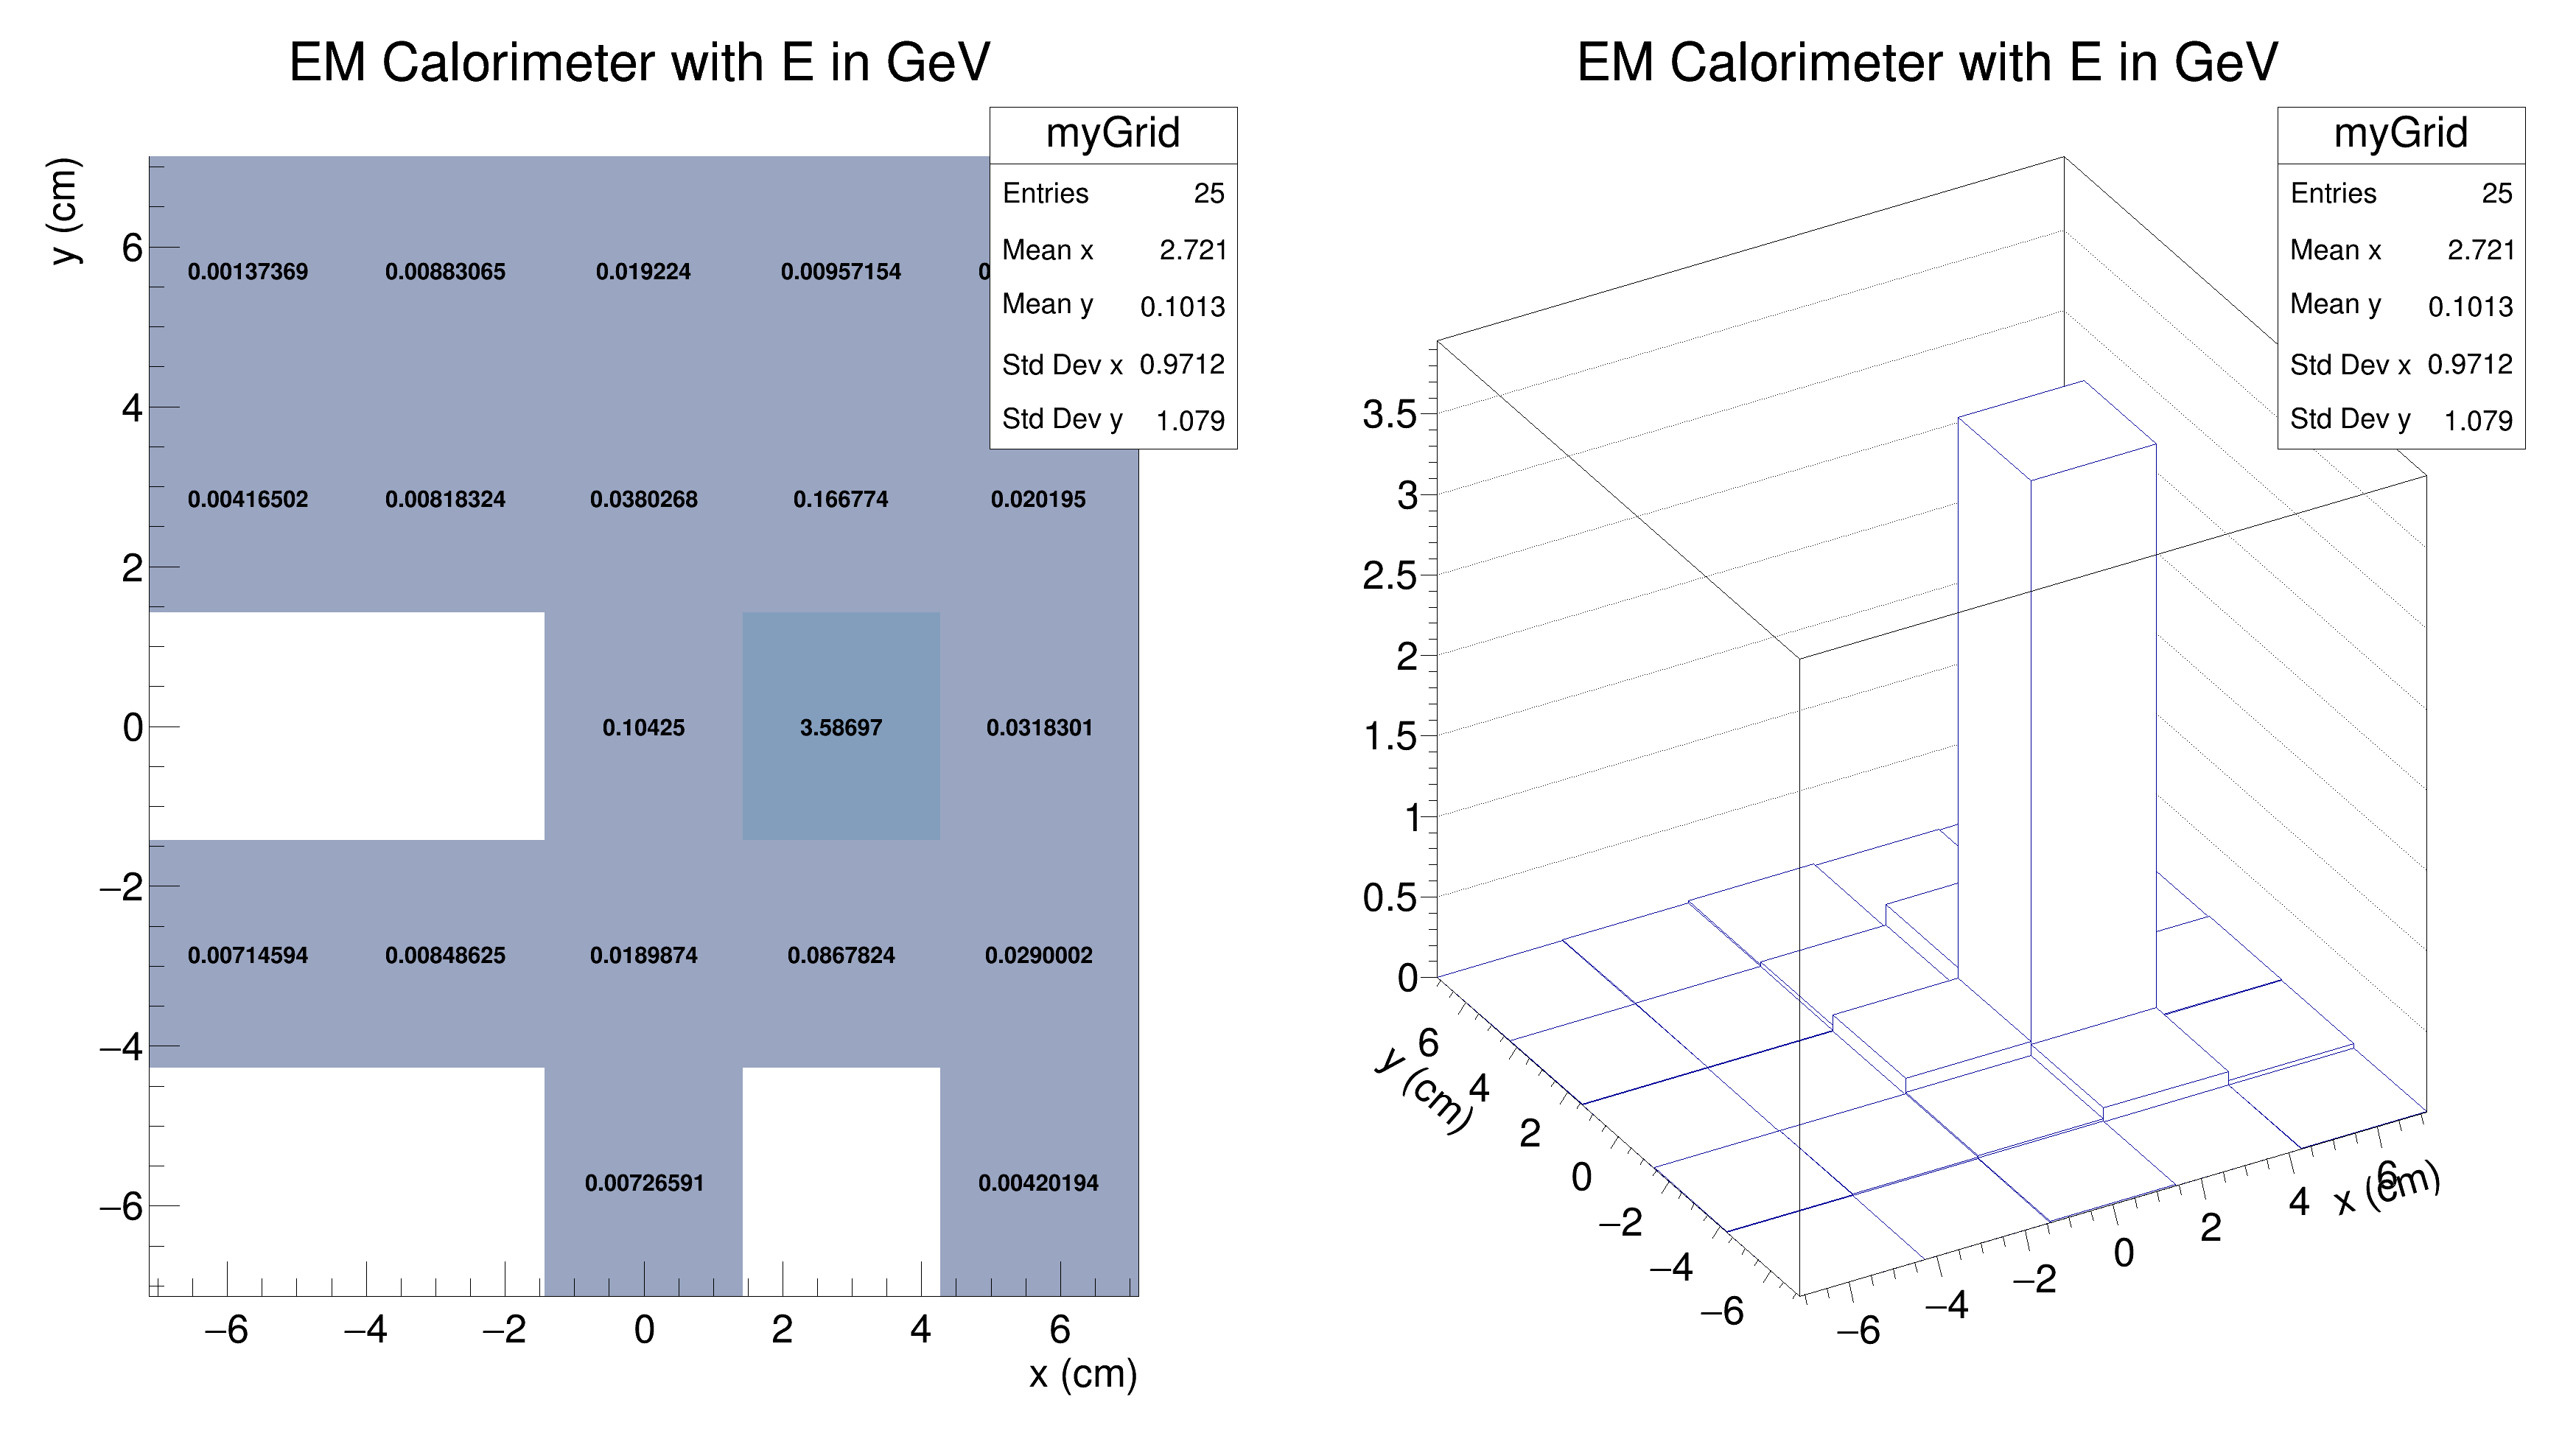 EM Calorimeter with E in GeV
myGrid
Entries 25
Mean x 2.721
Mean y 0.1013
Std Dev x 0.9712
Std Dev y 1.079
y (cm)
6
4
2
0
−2
−4
−6
0.00137369 0.00883065 0.019224 0.00957154
0.00416502 0.00818324 0.0380268 0.166774 0.020195
0.10425 3.58697 0.0318301
0.00714594 0.00848625 0.0189874 0.0867824 0.0290002
0.00726591 0.00420194
−6 −4 −2 0 2 4 6
x (cm)
EM Calorimeter with E in GeV
myGrid
Entries 25
Mean x 2.721
Mean y 0.1013
Std Dev x 0.9712
Std Dev y 1.079
3.5
3
2.5
2
1.5
1
0.5
0
y (cm)
6
4
2
0
−2
−4
−6
−6 −4 −2 0 2 4 6
x (cm)